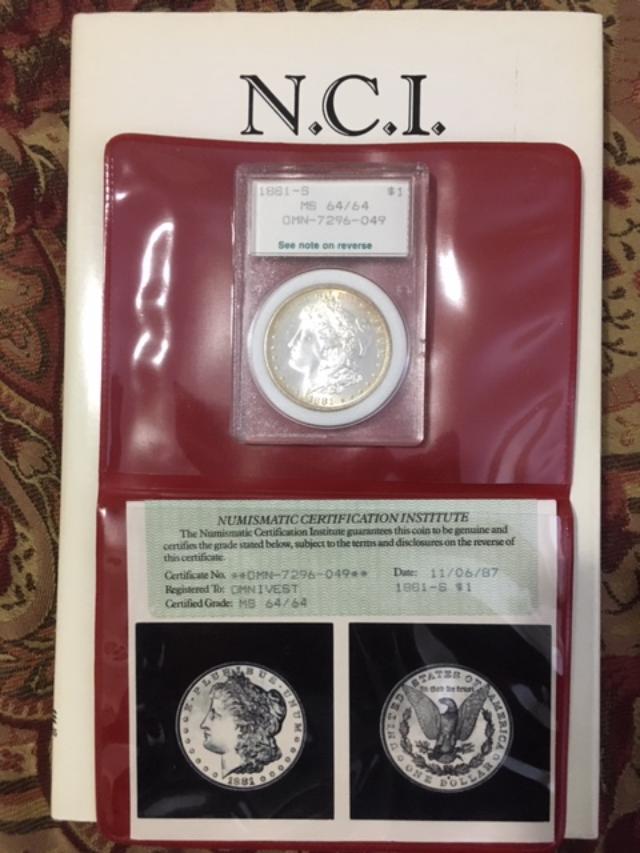 N.C.I.
1881-S $1
MS 64/64
OMN-7296-049
See note on reverse
1881
NUMISMATIC CERTIFICATION INSTITUTE
The Numismatic Certification Institute guarantees this coin to be genuine and
certifies the grade stated below, subject to the terms and disclosures on the reverse of
this certificate.
Certificate No. **OMN-7296-049** Date: 11/06/87
Registered To: OMNIVEST 1881-S $1
Certified Grade: MS 64/64
E·PLURIBUS·UNUM
1881
UNITED STATES OF AMERICA
In God We trust
ONE DOLLAR